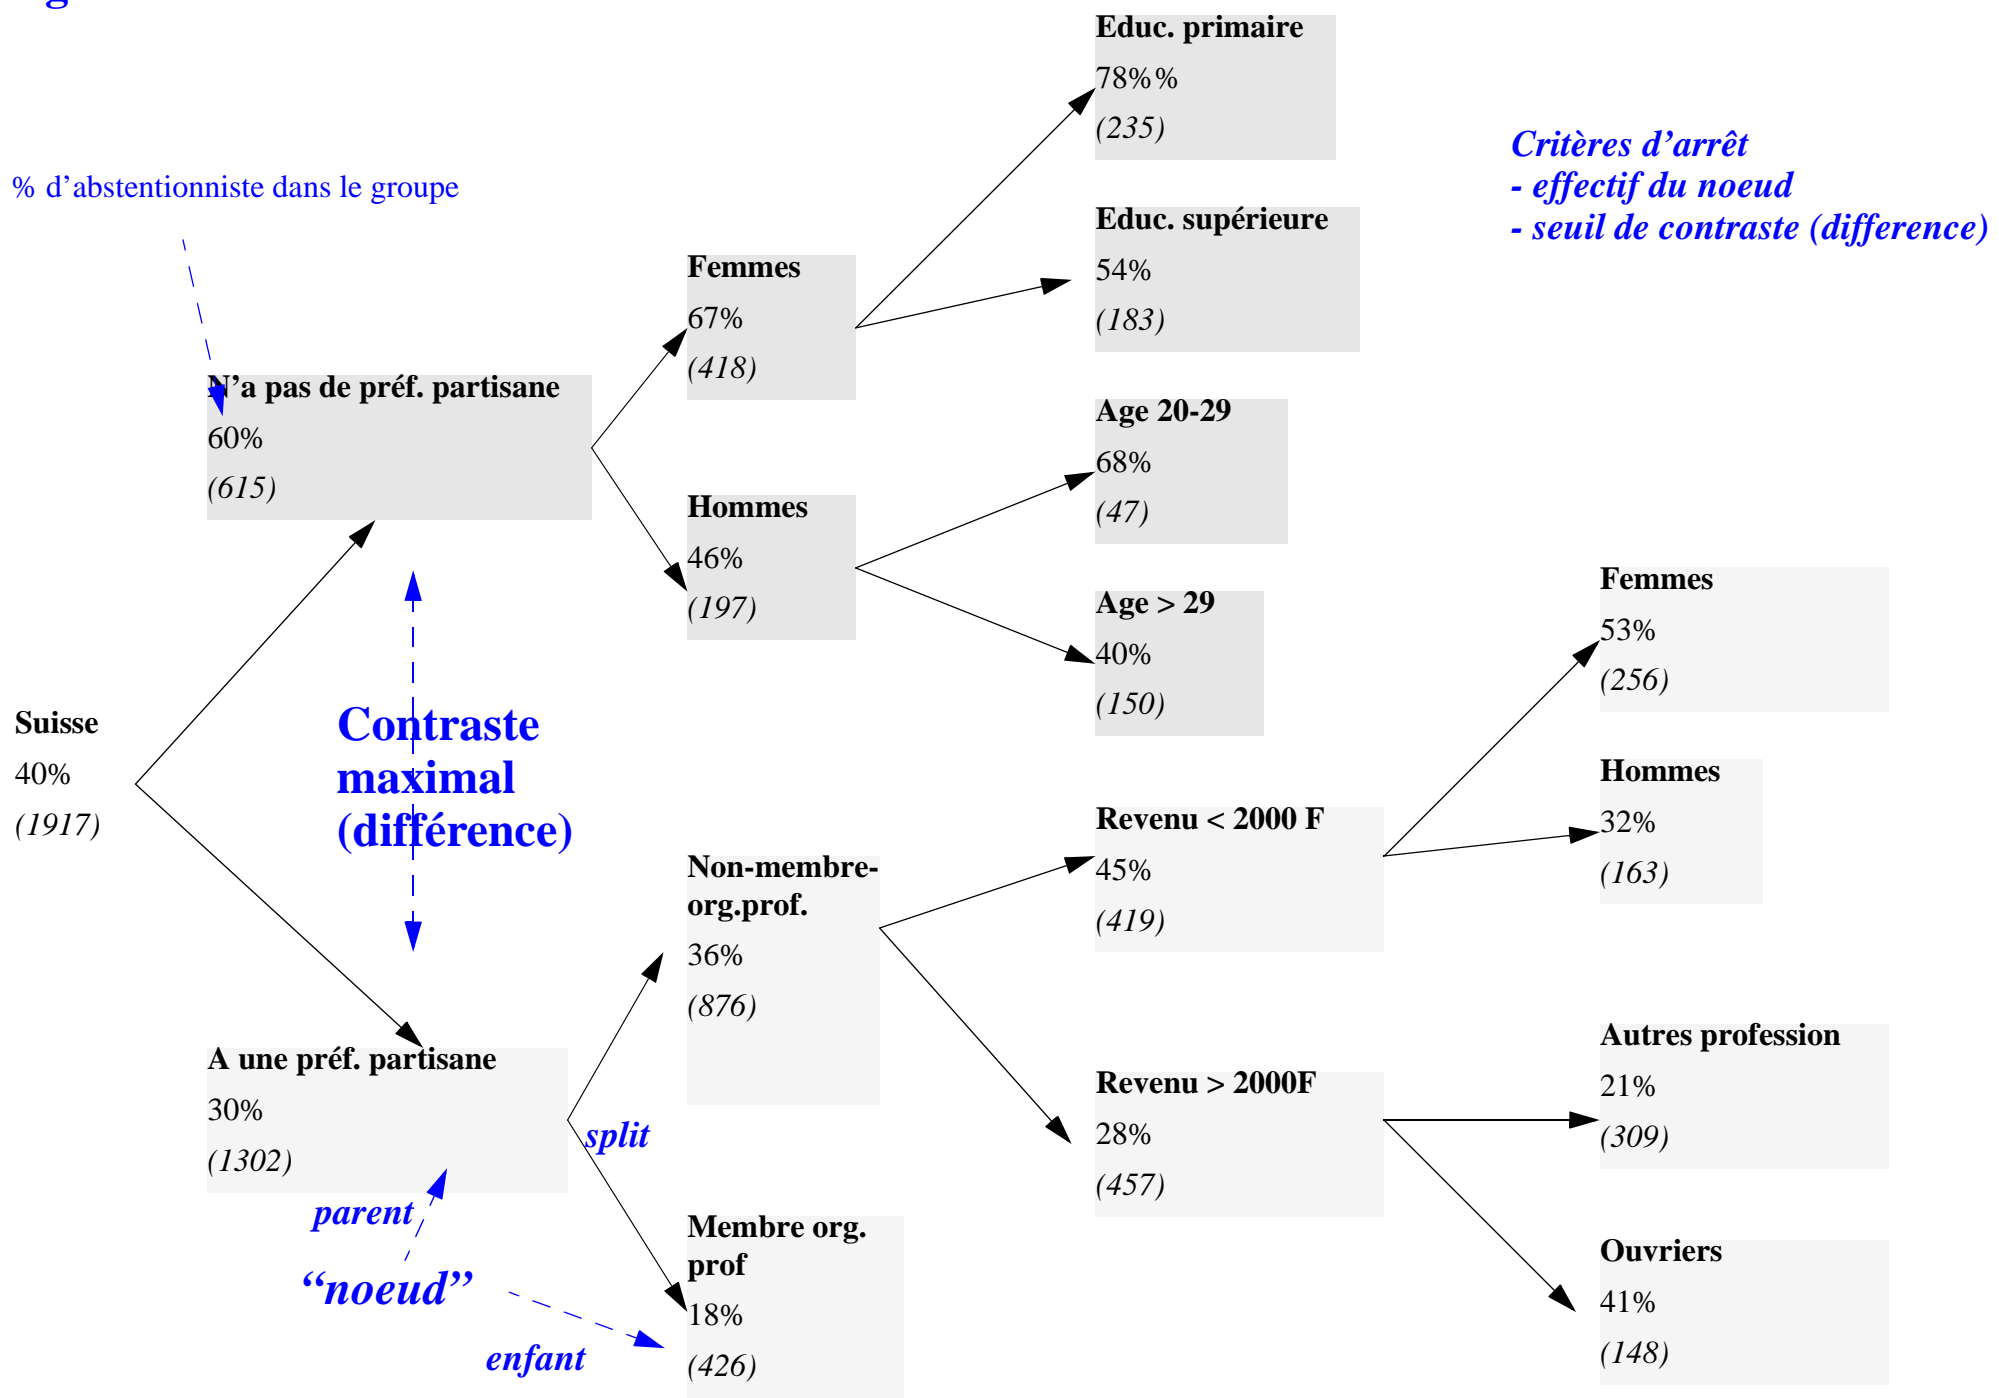 Educ. primaire
78%%
(235)
Critères d’arrêt
- effectif du noeud
- seuil de contraste (difference)
% d’abstentionniste dans le groupe
Educ. supérieure
54%
(183)
Femmes
67%
(418)
N’a pas de préf. partisane
60%
(615)
Age 20-29
68%
(47)
Hommes
46%
(197)
Age > 29
40%
(150)
Femmes
53%
(256)
Suisse
40%
(1917)
Contraste
maximal
(différence)
Hommes
32%
(163)
Revenu < 2000 F
45%
(419)
Non-membre-
org.prof.
36%
(876)
A une préf. partisane
30%
(1302)
split
Revenu > 2000F
28%
(457)
Autres profession
21%
(309)
parent
“noeud”
enfant
Membre org.
prof
18%
(426)
Ouvriers
41%
(148)